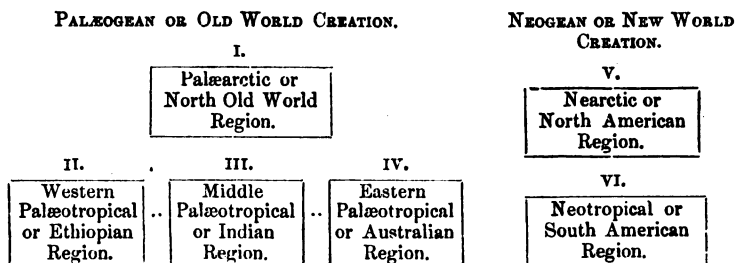 PALÆOGEAN OR OLD WORLD CREATION.
I.
Palæarctic or
North Old World
Region.
II. III. IV.
Western
Palæotropical
or Ethiopian
Region.
..
Middle
Palæotropical
or Indian
Region.
..
Eastern
Palæotropical
or Australian
Region.
NEOGEAN OR NEW WORLD
CREATION.
V.
Nearctic or
North American
Region.
VI.
Neotropical or
South American
Region.